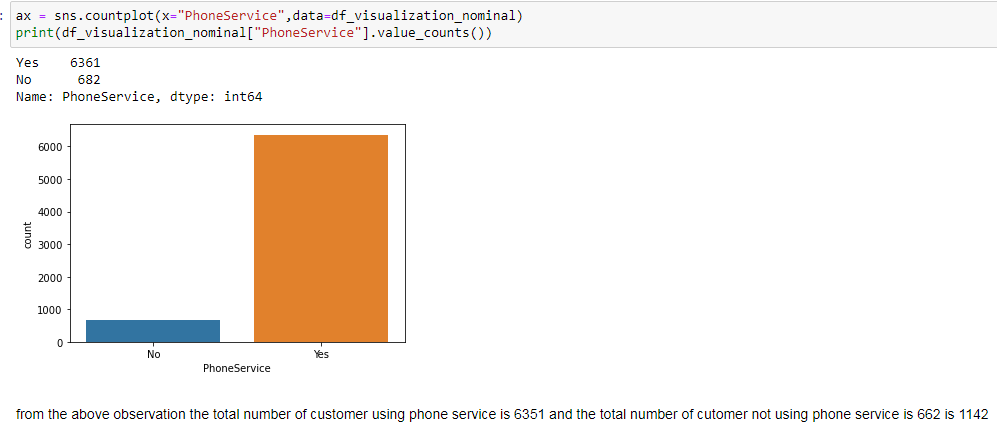 ax = sns.countplot(x="PhoneService",data=df_visualization_nominal)
print(df_visualization_nominal["PhoneService"].value_counts())
Yes 6361
No 682
Name: PhoneService, dtype: int64
6000
5000
4000
3000
2000
1000
0
count
No Yes
PhoneService
from the above observation the total number of customer using phone service is 6351 and the total number of cutomer not using phone service is 662 is 1142